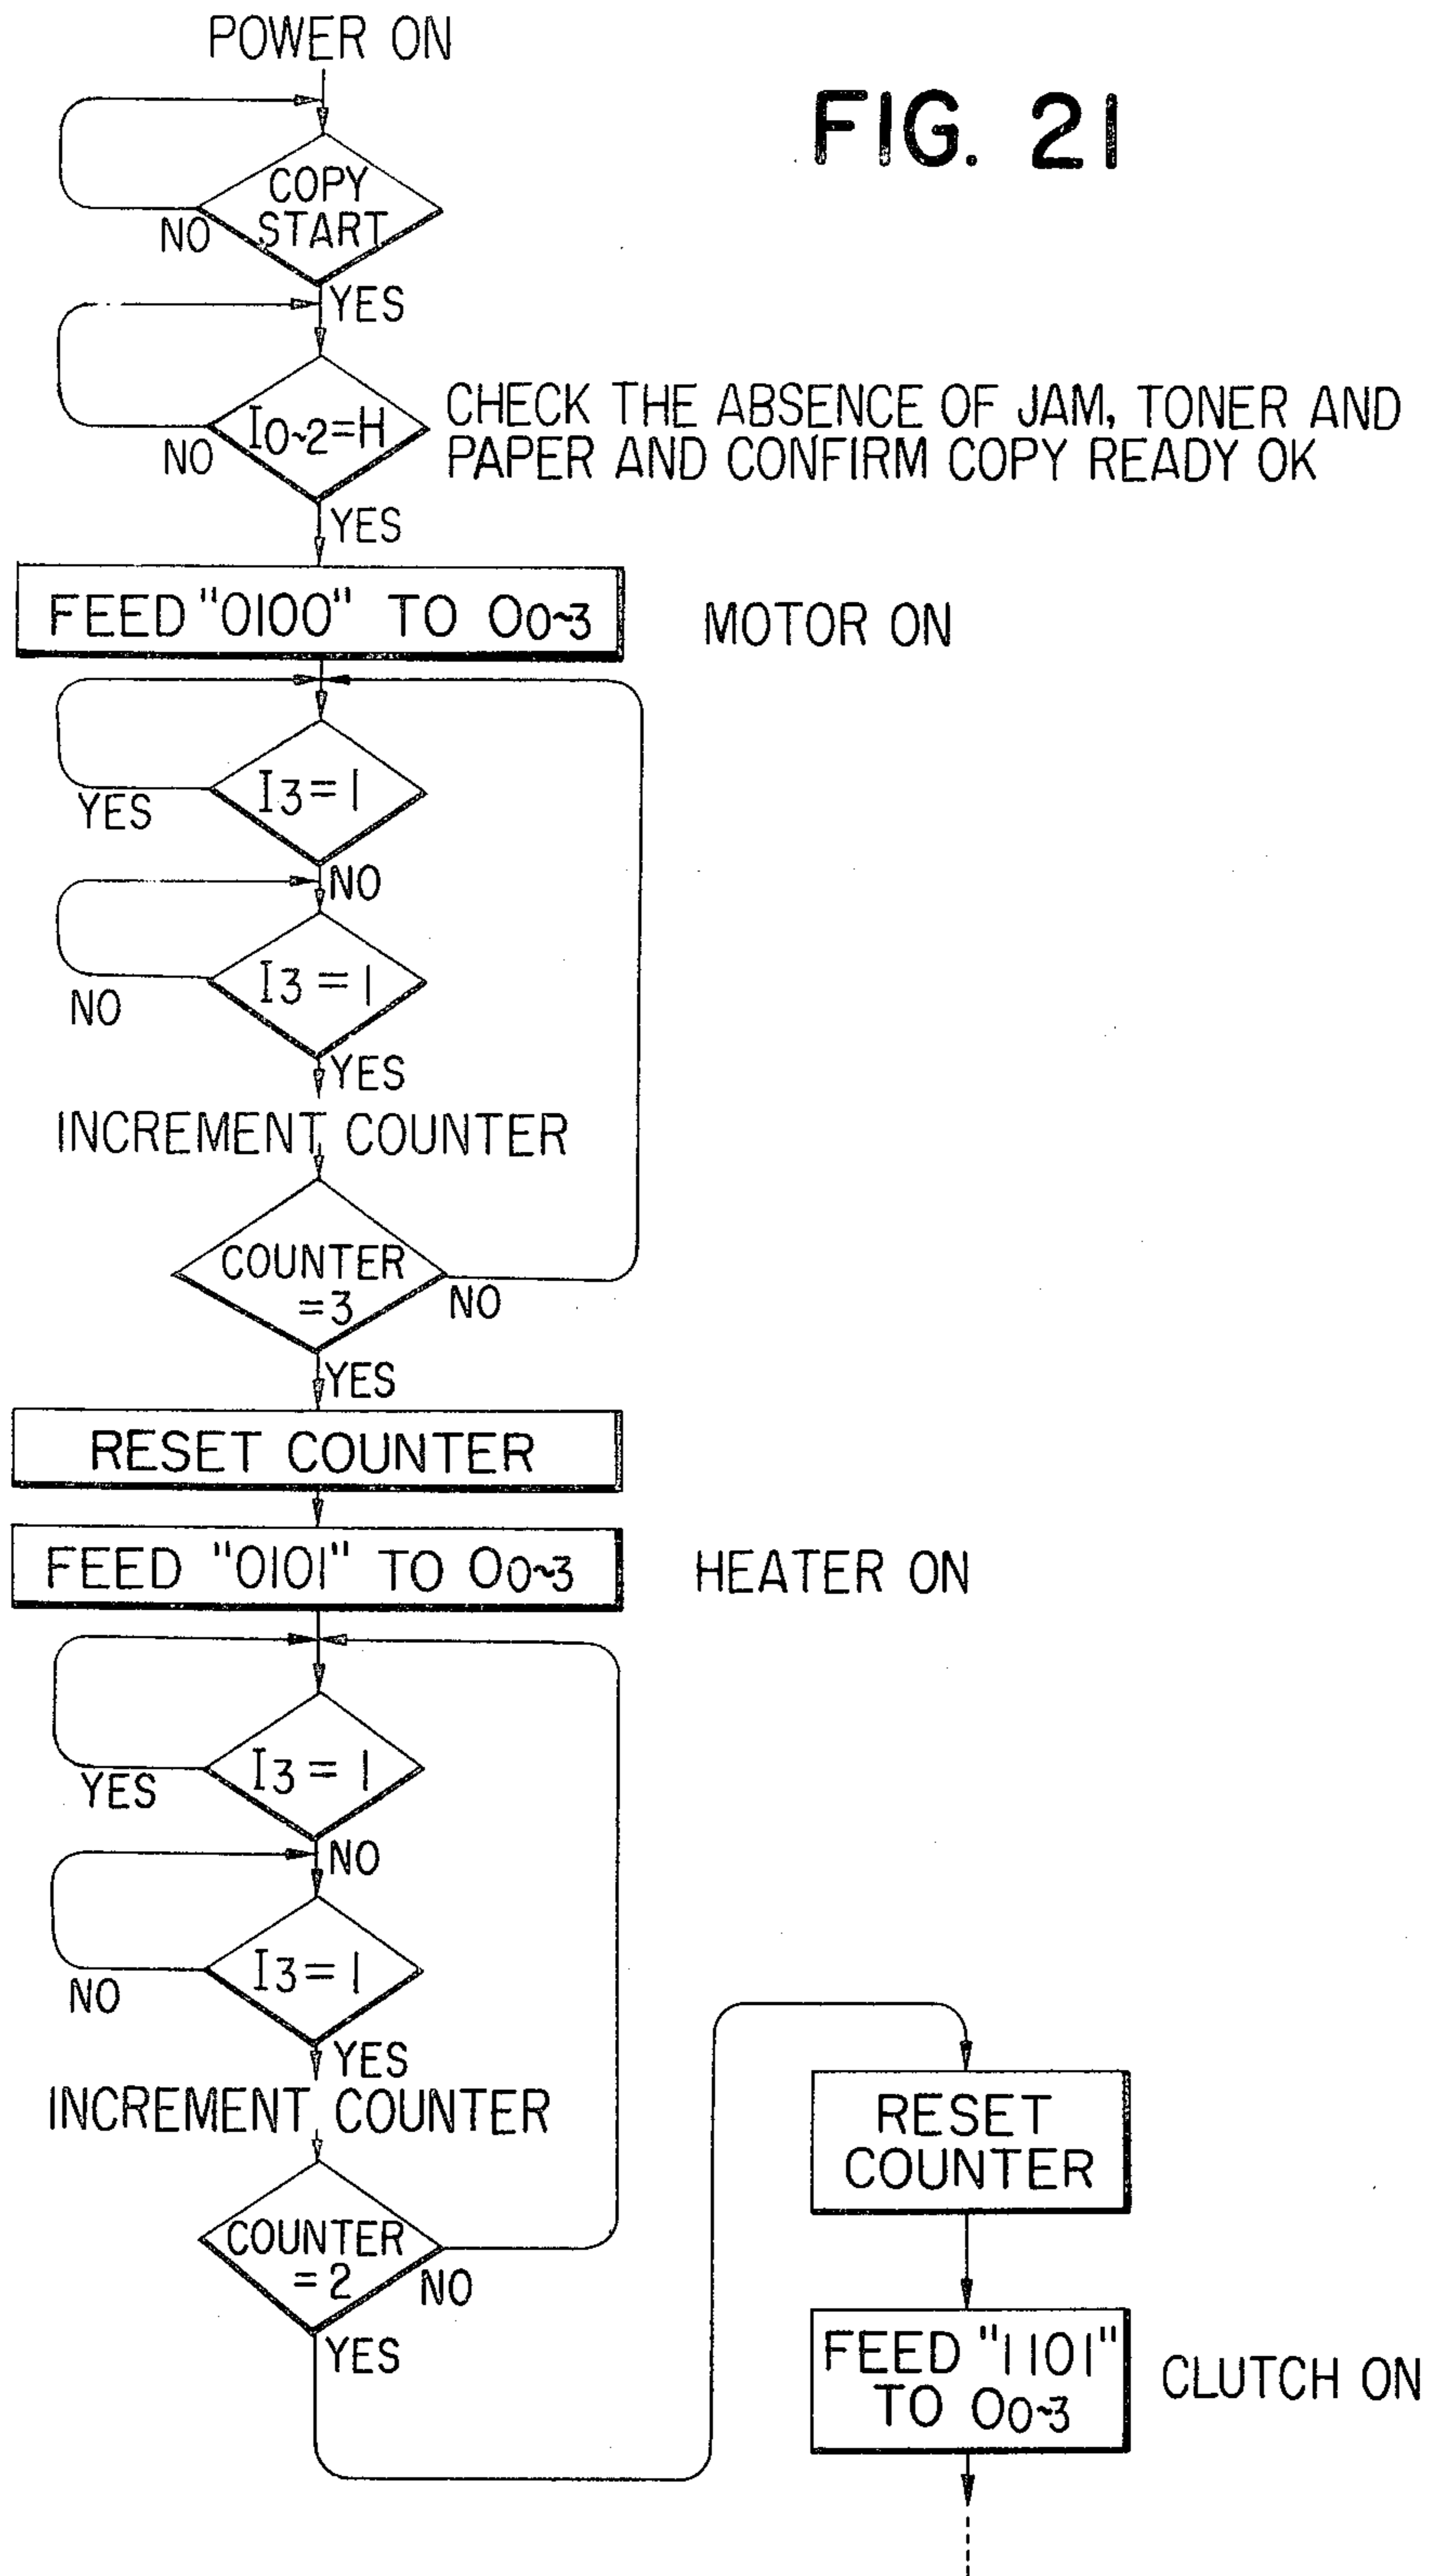 POWER ON
FIG. 21
COPY
START
NO
YES
I0~2=H
NO
CHECK THE ABSENCE OF JAM, TONER AND
PAPER AND CONFIRM COPY READY OK
YES
FEED "0100" TO O0~3
MOTOR ON
I3=1
YES
NO
I3=1
NO
YES
INCREMENT COUNTER
COUNTER
=3
NO
YES
RESET COUNTER
FEED "0101" TO O0~3
HEATER ON
I3=1
YES
NO
I3=1
NO
YES
INCREMENT COUNTER
COUNTER
=2
NO
YES
RESET
COUNTER
FEED "1101"
TO O0~3
CLUTCH ON